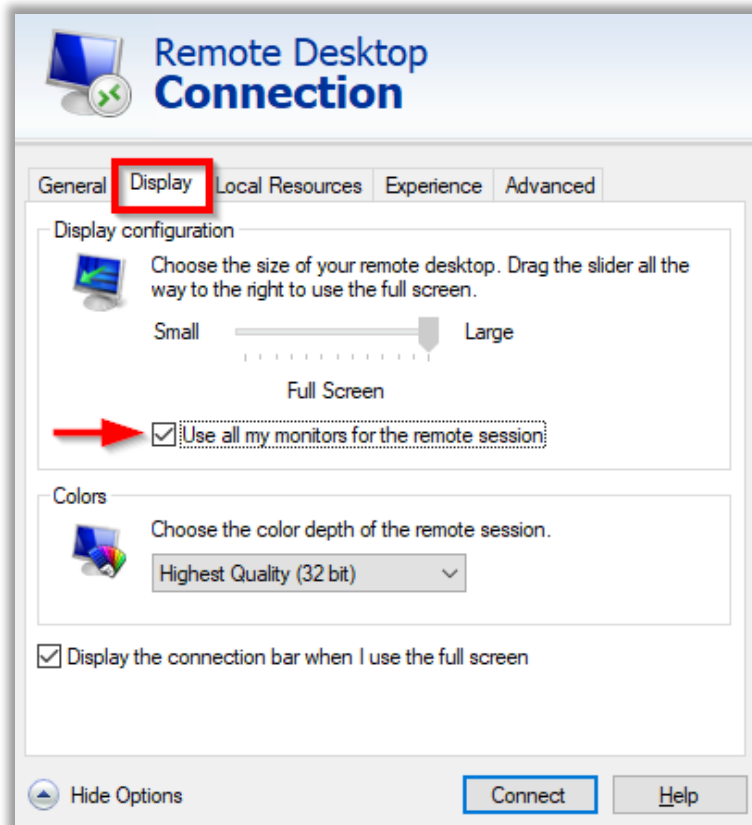 Remote Desktop
Connection
General Display Local Resources Experience Advanced
Display configuration
Choose the size of your remote desktop. Drag the slider all the
way to the right to use the full screen.
Small Large
Full Screen
Use all my monitors for the remote session
Colors
Choose the color depth of the remote session.
Highest Quality (32 bit)
Display the connection bar when I use the full screen
Hide Options Connect Help